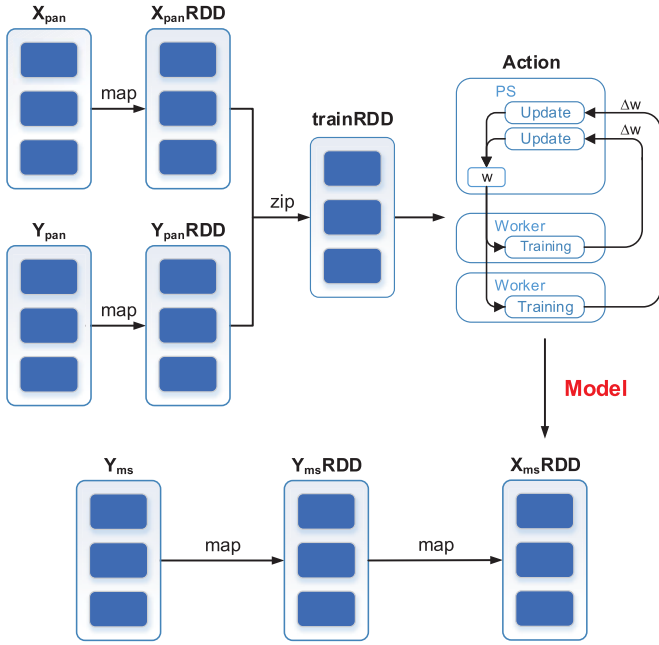 Xpan
XpanRDD
map
Ypan
YpanRDD
map
zip
trainRDD
Action
PS
Update
Δw
Update
Δw
w
Worker
Training
Worker
Training
Model
Yms
YmsRDD
XmsRDD
map
map